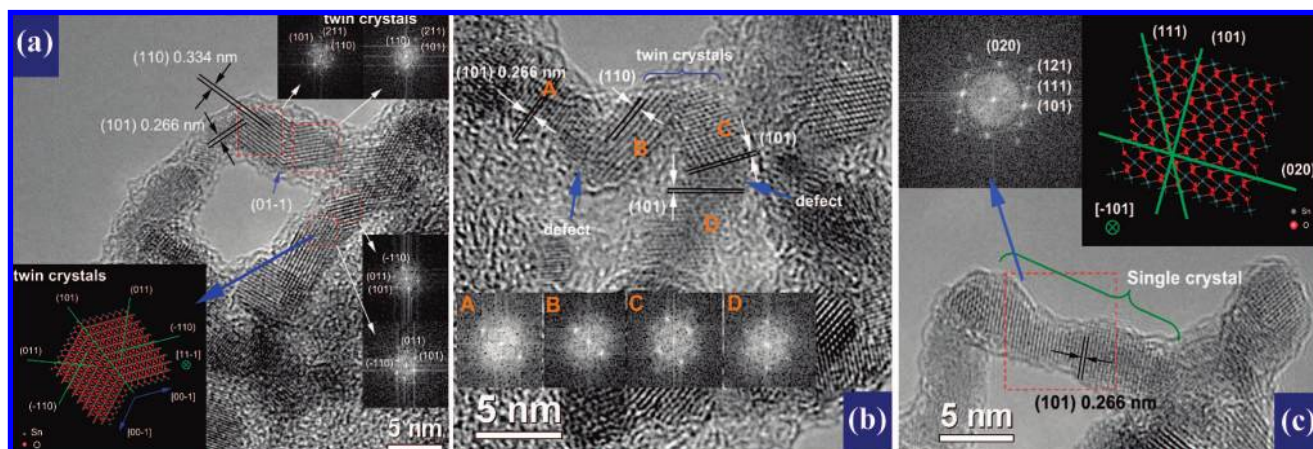 (a)
twin crystals
(101)
(211)
(110)
(110)
(211)
(101)
(110) 0.334 nm
(101) 0.266 nm
(01-1)
(-110)
(011)
(101)
(011)
(101)
(-110)
twin crystals
(101)
(011)
(-110)
(011)
[11-1]
(-110)
[00-1]
[00-1]
Sn
O
5 nm
(b)
twin crystals
(101) 0.266 nm
A
(110)
B
C
(101)
(101)
D
defect
defect
A
B
C
D
5 nm
(c)
(020)
(121)
(111)
(101)
(111)
(101)
(020)
[-101]
Sn
O
Single crystal
(101) 0.266 nm
5 nm